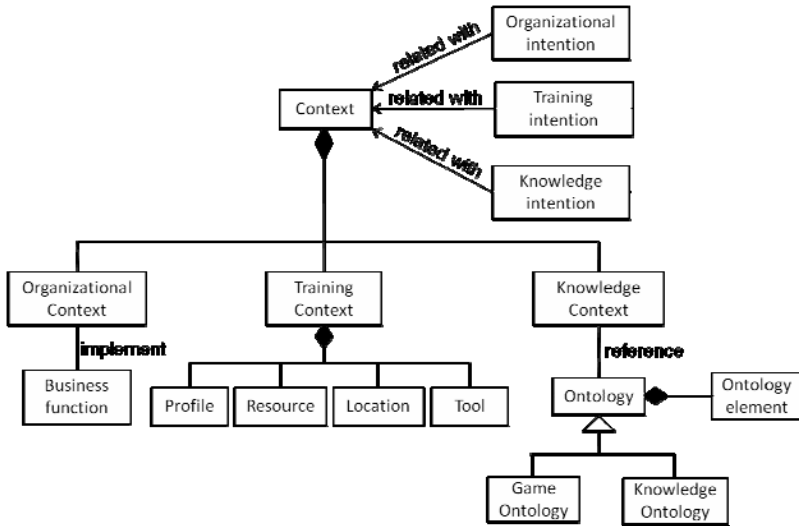 Organizational
intention
related with
Context
related with
Training
intention
related with
Knowledge
intention
Organizational
Context
Training
Context
Knowledge
Context
implement
reference
Business
function
Profile
Resource
Location
Tool
Ontology
Ontology
element
Game
Ontology
Knowledge
Ontology